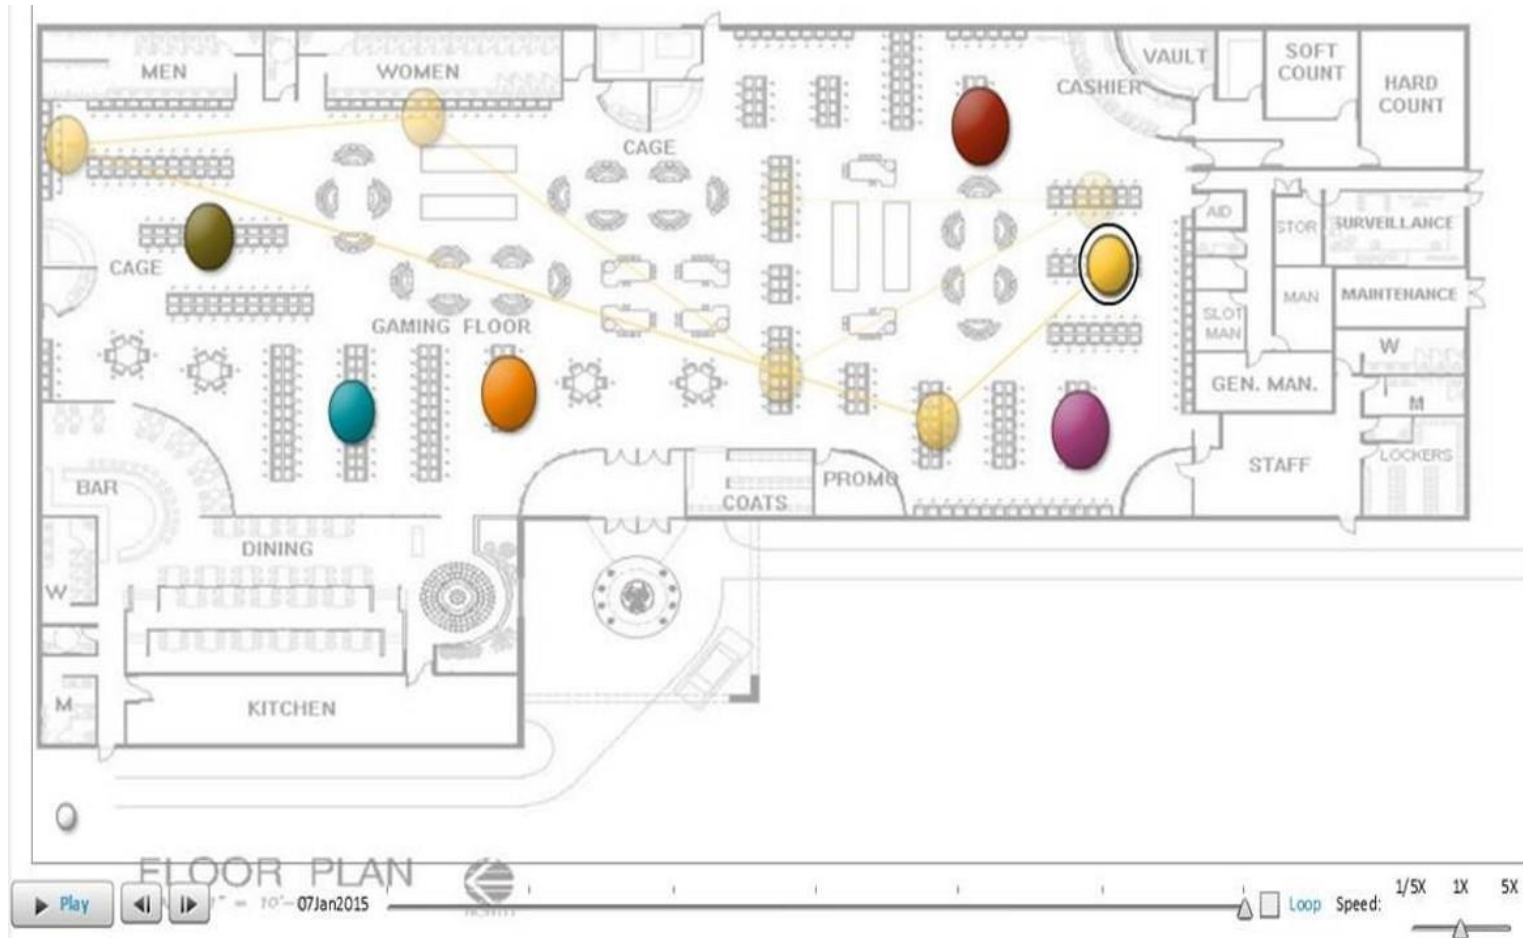 MEN
WOMEN
VAULT
SOFT
COUNT
HARD
COUNT
CASHIER
CAGE
AID
STOR
SURVEILLANCE
CAGE
MAN
MAINTENANCE
SLOT
MAN
GAMING FLOOR
W
GEN. MAN.
M
BAR
COATS
PROMO
STAFF
LOCKERS
DINING
W
M
KITCHEN
FLOOR PLAN
Play
= 10'-
07Jan2015
Loop
Speed:
1/5X
1X
5X